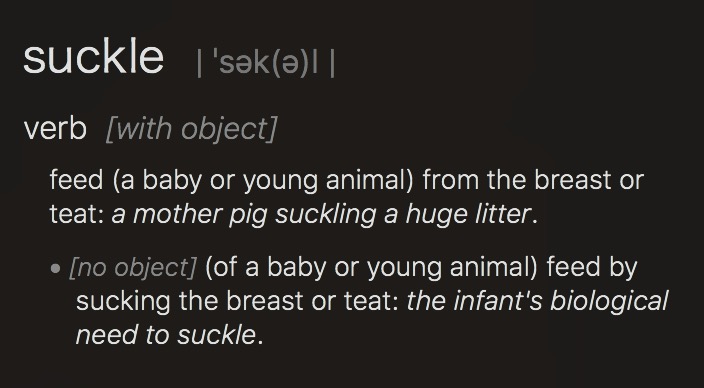 suckle | ˈsək(ə)l |
verb [with object]
feed (a baby or young animal) from the breast or
teat: a mother pig suckling a huge litter.
• [no object] (of a baby or young animal) feed by
sucking the breast or teat: the infant's biological
need to suckle.